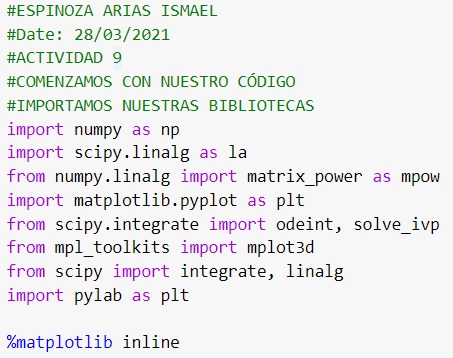 #ESPINOZA ARIAS ISMAEL
#Date: 28/03/2021
#ACTIVIDAD 9
#COMENZAMOS CON NUESTRO CÓDIGO
#IMPORTAMOS NUESTRAS BIBLIOTECAS
import numpy as np
import scipy.linalg as la
from numpy.linalg import matrix_power as mpow
import matplotlib.pyplot as plt
from scipy.integrate import odeint, solve_ivp
from mpl_toolkits import mplot3d
from scipy import integrate, linalg
import pylab as plt
%matplotlib inline